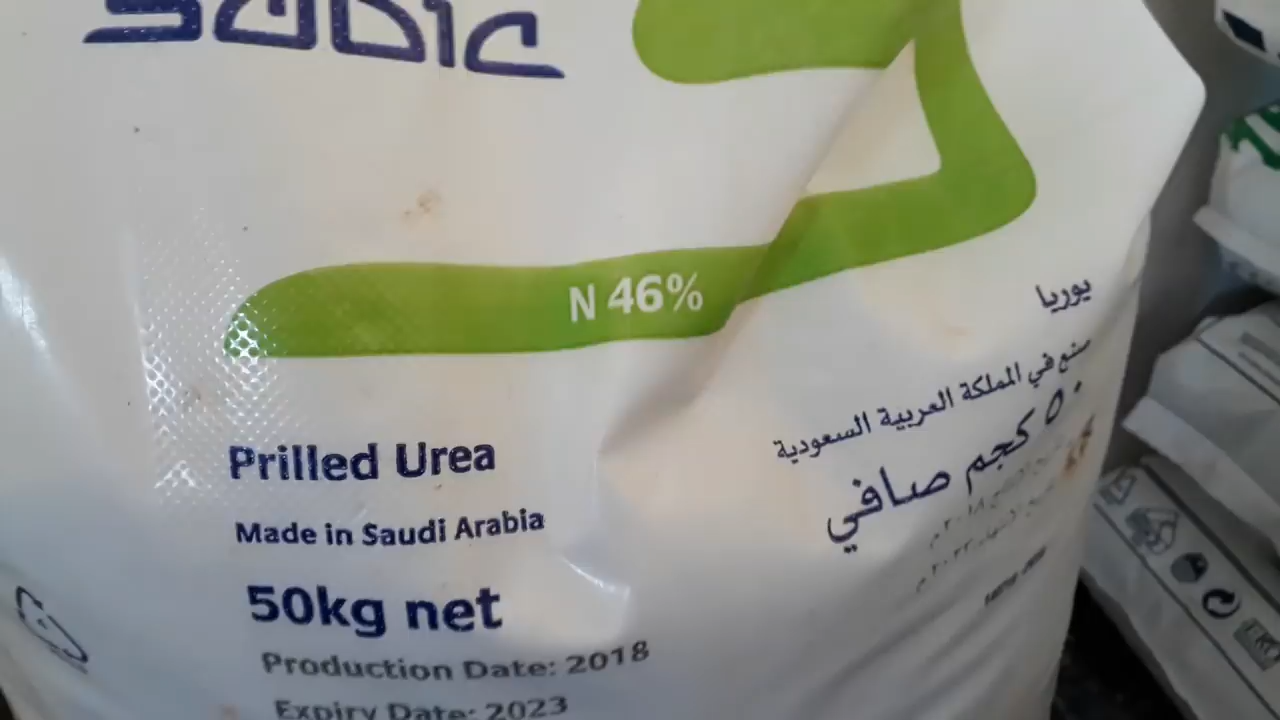 sabic
N 46%
Prilled Urea
Made in Saudi Arabia
50kg net
Production Date: 2018
Expiry Date: 2023
يوريا
صنع في المملكة العربية السعودية
٥٠ كجم صافي